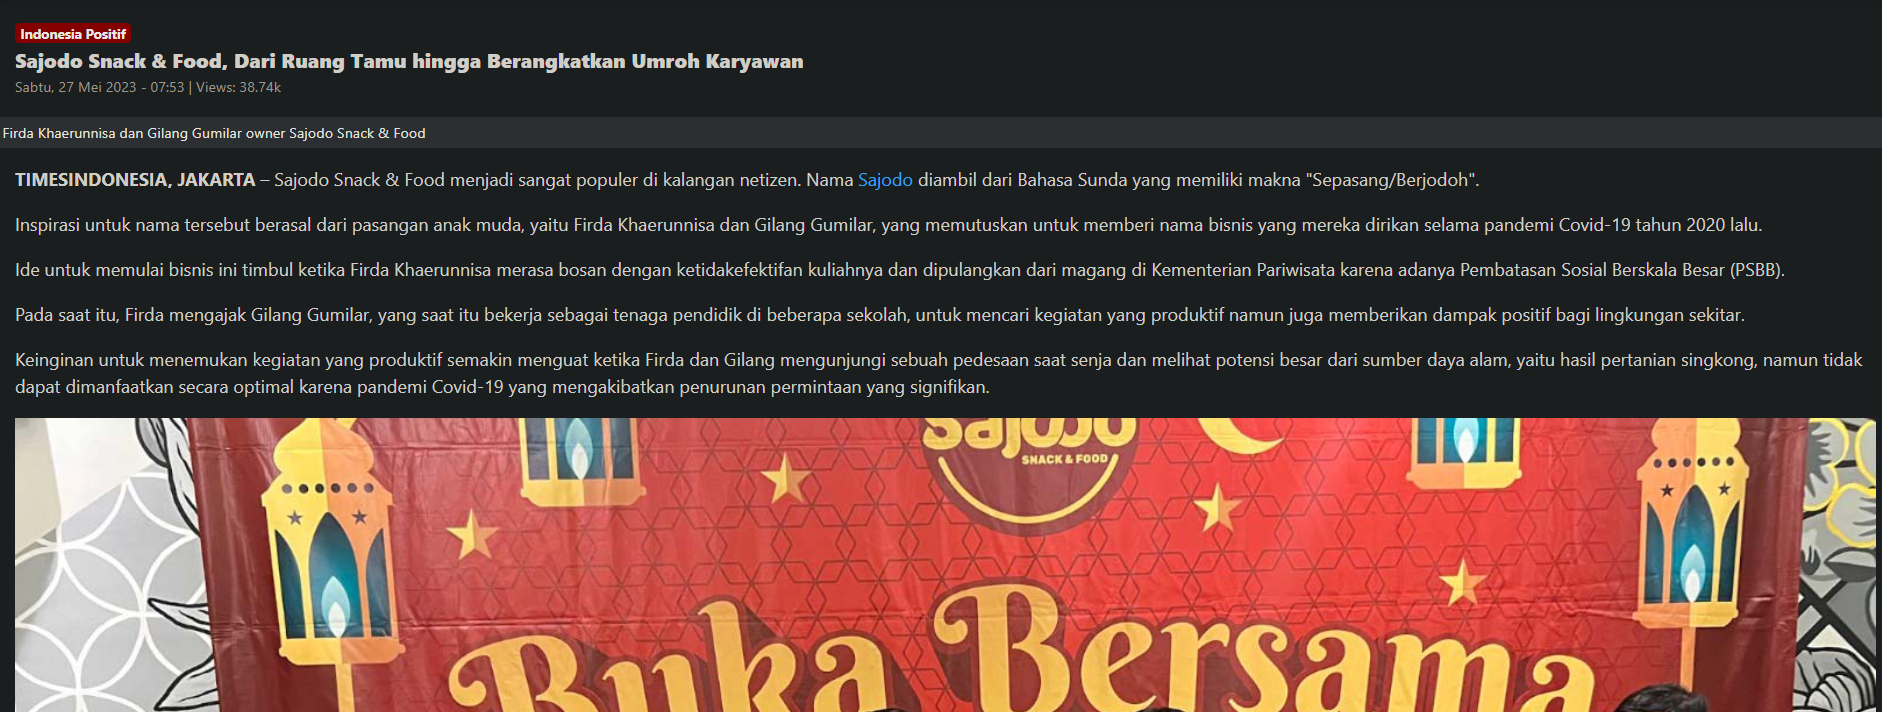 Indonesia Positif
Sajodo Snack & Food, Dari Ruang Tamu hingga Berangkatkan Umroh Karyawan
Sabtu, 27 Mei 2023 - 07:53 | Views: 38.74k
Firda Khaerunnisa dan Gilang Gumilar owner Sajodo Snack & Food
TIMESINDONESIA, JAKARTA – Sajodo Snack & Food menjadi sangat populer di kalangan netizen. Nama Sajodo diambil dari Bahasa Sunda yang memiliki makna "Sepasang/Berjodoh".
Inspirasi untuk nama tersebut berasal dari pasangan anak muda, yaitu Firda Khaerunnisa dan Gilang Gumilar, yang memutuskan untuk memberi nama bisnis yang mereka dirikan selama pandemi Covid-19 tahun 2020 lalu.
Ide untuk memulai bisnis ini timbul ketika Firda Khaerunnisa merasa bosan dengan ketidakefektifan kuliahnya dan dipulangkan dari magang di Kementerian Pariwisata karena adanya Pembatasan Sosial Berskala Besar (PSBB).
Pada saat itu, Firda mengajak Gilang Gumilar, yang saat itu bekerja sebagai tenaga pendidik di beberapa sekolah, untuk mencari kegiatan yang produktif namun juga memberikan dampak positif bagi lingkungan sekitar.
Keinginan untuk menemukan kegiatan yang produktif semakin menguat ketika Firda dan Gilang mengunjungi sebuah pedesaan saat senja dan melihat potensi besar dari sumber daya alam, yaitu hasil pertanian singkong, namun tidak
dapat dimanfaatkan secara optimal karena pandemi Covid-19 yang mengakibatkan penurunan permintaan yang signifikan.
Sajodo
SNACK & FOOD
Buka Bersama